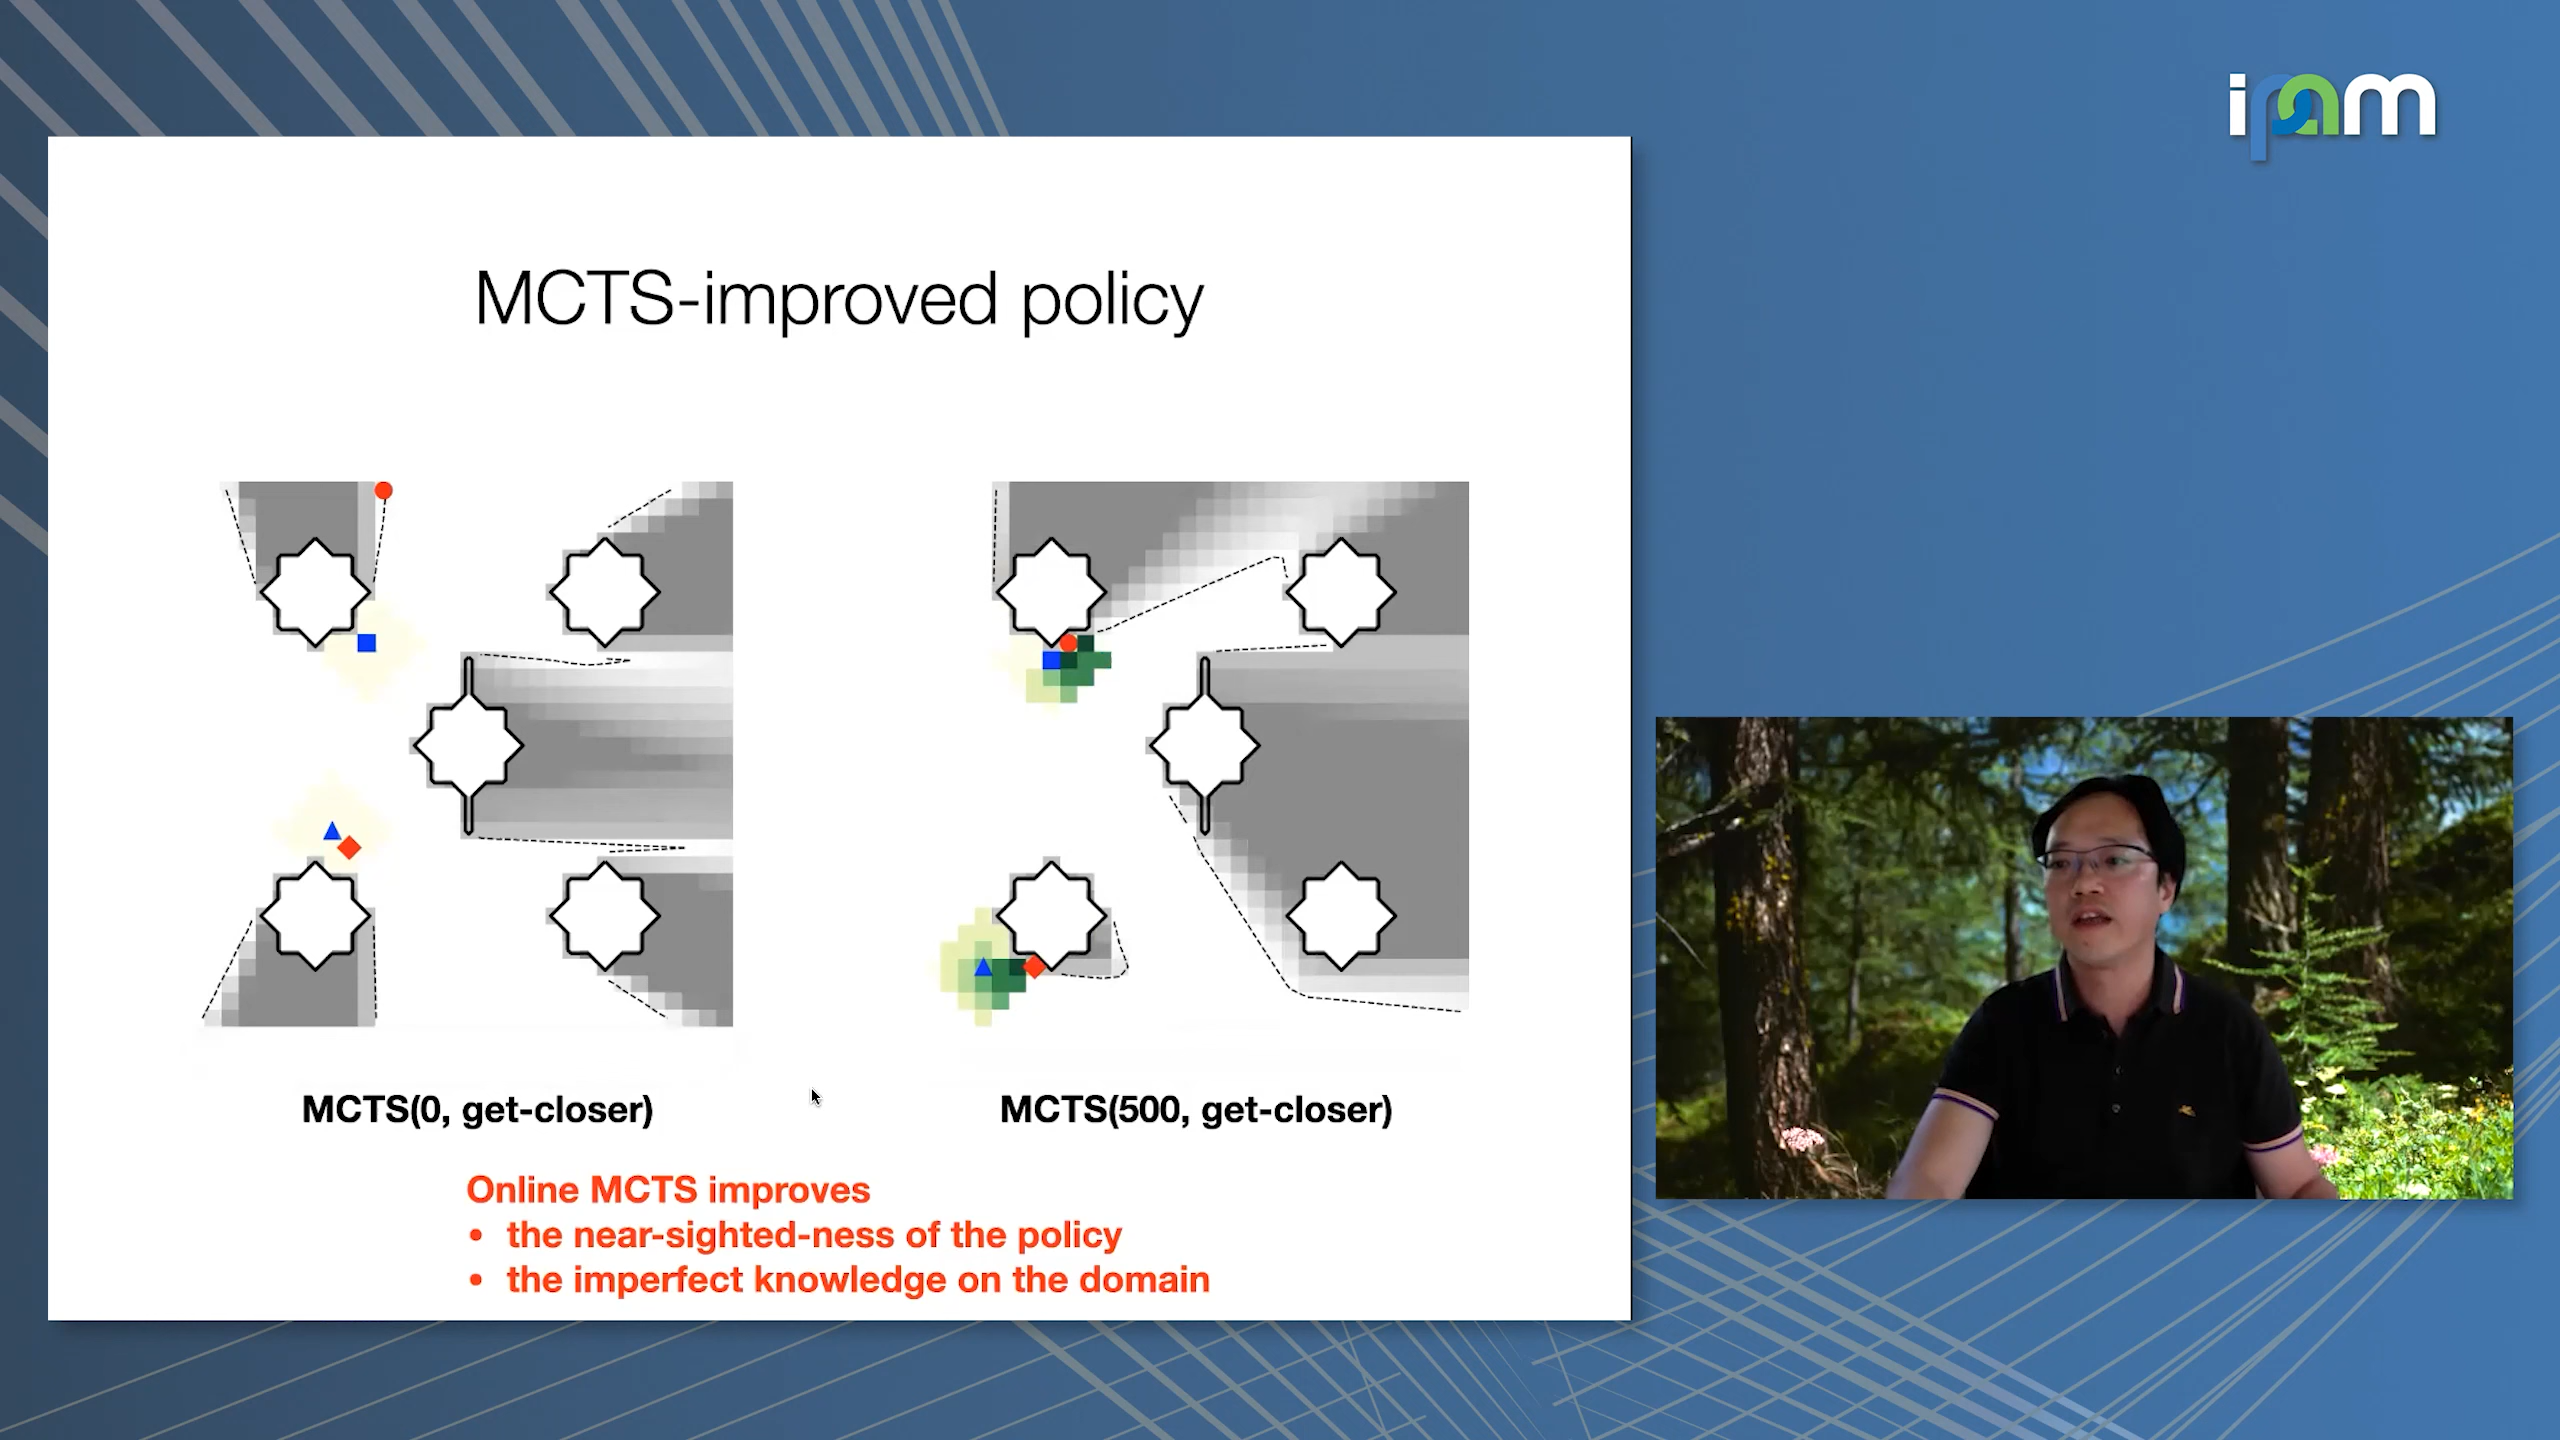 ipam
MCTS-improved policy
MCTS(0, get-closer)
MCTS(500, get-closer)
Online MCTS improves
• the near-sighted-ness of the policy
• the imperfect knowledge on the domain